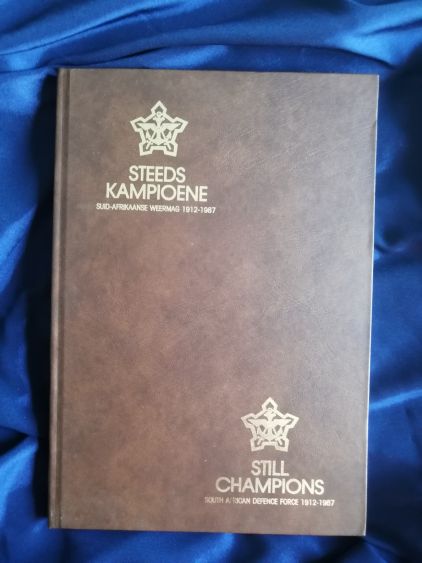 STEEDS
KAMPIOENE
SUID-AFRIKAANSE WEERMAG 1912-1987
STILL
CHAMPIONS
SOUTH AFRICAN DEFENCE FORCE 1912-1987